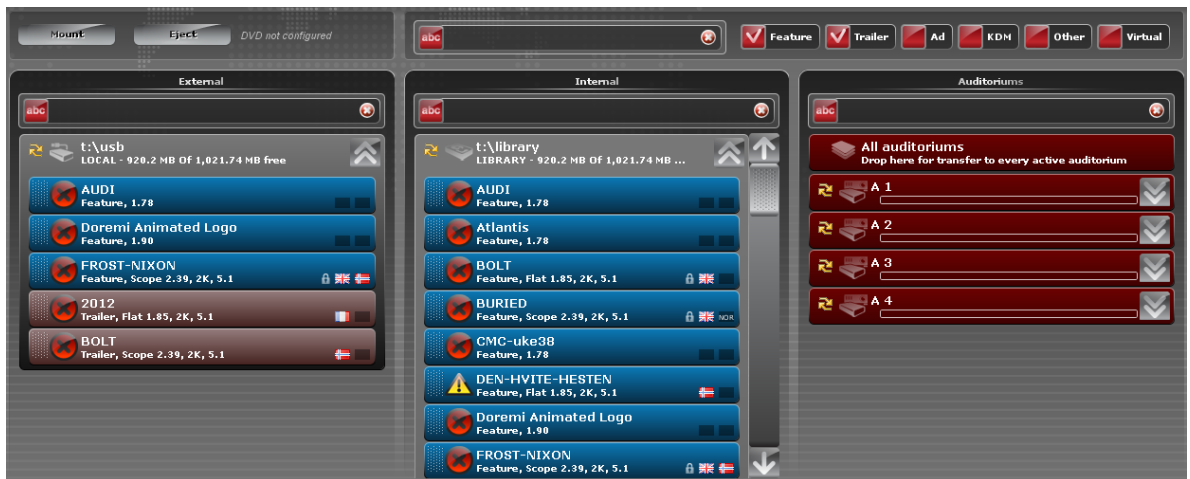 Mount
Eject
DVD not configured
abc
Feature
Trailer
Ad
KDM
Other
Virtual
External
abc
t:\usb
LOCAL - 920.2 MB Of 1,021.74 MB free
AUDI
Feature, 1.78
Doremi Animated Logo
Feature, 1.90
FROST-NIXON
Feature, Scope 2.39, 2K, 5.1
2012
Trailer, Flat 1.85, 2K, 5.1
BOLT
Trailer, Scope 2.39, 2K, 5.1
Internal
abc
t:\library
LIBRARY - 920.2 MB Of 1,021.74 MB ...
AUDI
Feature, 1.78
Atlantis
Feature, 1.78
BOLT
Feature, Flat 1.85, 2K, 5.1
BURIED
Feature, Scope 2.39, 2K, 5.1
NOR
CMC-uke38
Feature, 1.78
DEN-HVITE-HESTEN
Feature, Flat 1.85, 2K, 5.1
Doremi Animated Logo
Feature, 1.90
FROST-NIXON
Feature, Scope 2.39, 2K, 5.1
Auditoriums
abc
All auditoriums
Drop here for transfer to every active auditorium
A 1
A 2
A 3
A 4